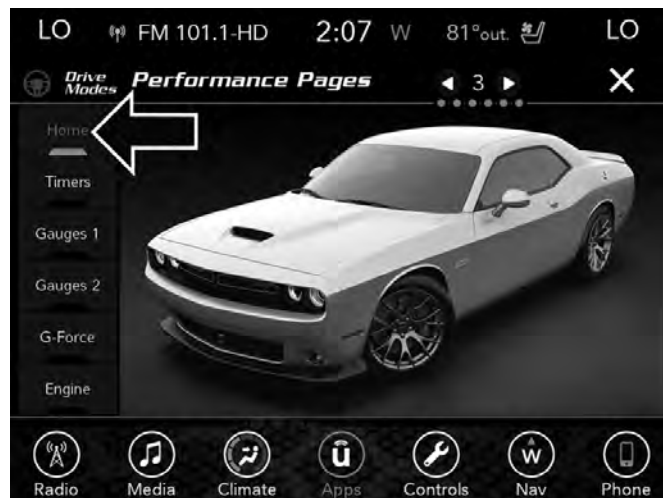 LO FM 101.1-HD 2:07 W 81°out. LO
Drive Modes Performance Pages 3 X
Home
Timers
Gauges 1
Gauges 2
G-Force
Engine
Radio Media Climate Apps Controls Nav Phone